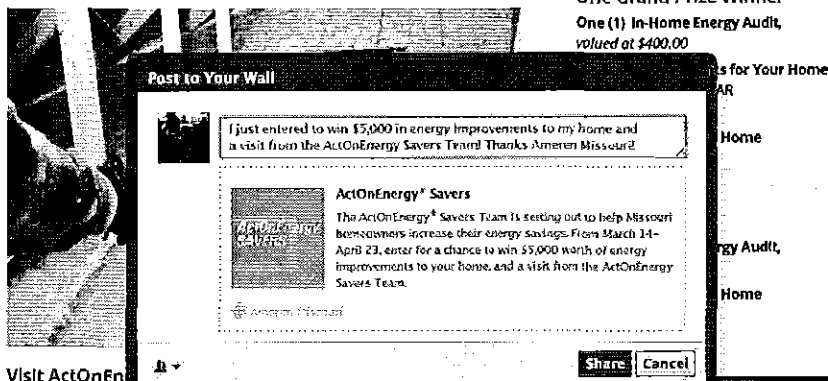 One Grand Prize Winner
One (1) In-Home Energy Audit,
valued at $400.00
ts for Your Home
AR
Home
rgy Audit,
Home
Post to Your Wall
I just entered to win $5,000 in energy improvements to my home and
a visit from the ActOnEnergy Savers Team! Thanks Ameren Missouri!
ActOnEnergy® Savers
The ActOnEnergy® Savers Team is setting out to help Missouri
homeowners increase their energy savings. From March 14–
April 23, enter for a chance to win $5,000 worth of energy
improvements to your home, and a visit from the ActOnEnergy
Savers Team.
ActOnEnergy
SAVERS
Ameren Missouri
Share Cancel
Visit ActOnEn